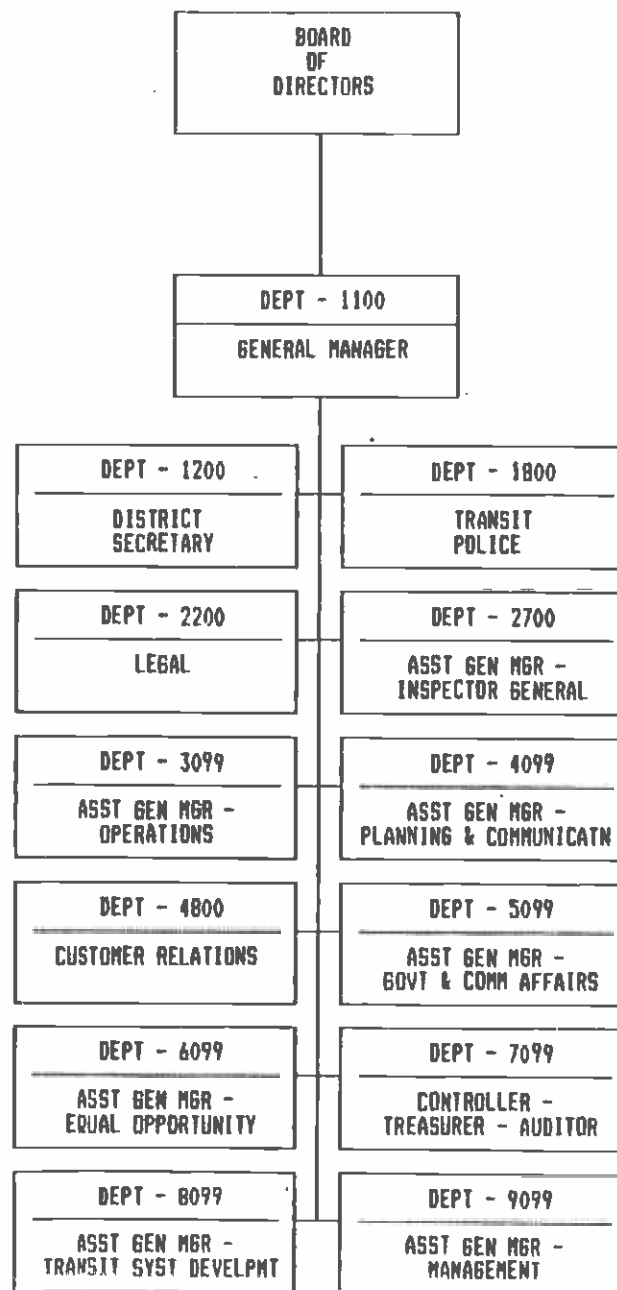 BOARD
OF
DIRECTORS
DEPT - 1100
GENERAL MANAGER
DEPT - 1200
DISTRICT
SECRETARY
DEPT - 1800
TRANSIT
POLICE
DEPT - 2200
LEGAL
DEPT - 2700
ASST GEN MGR -
INSPECTOR GENERAL
DEPT - 3099
ASST GEN MGR -
OPERATIONS
DEPT - 4099
ASST GEN MGR -
PLANNING & COMMUNICATN
DEPT - 4800
CUSTOMER RELATIONS
DEPT - 5099
ASST GEN MGR -
GOVT & COMM AFFAIRS
DEPT - 6099
ASST GEN MGR -
EQUAL OPPORTUNITY
DEPT - 7099
CONTROLLER -
TREASURER - AUDITOR
DEPT - 8099
ASST GEN MGR -
TRANSIT SYST DEVELPMT
DEPT - 9099
ASST GEN MGR -
MANAGEMENT